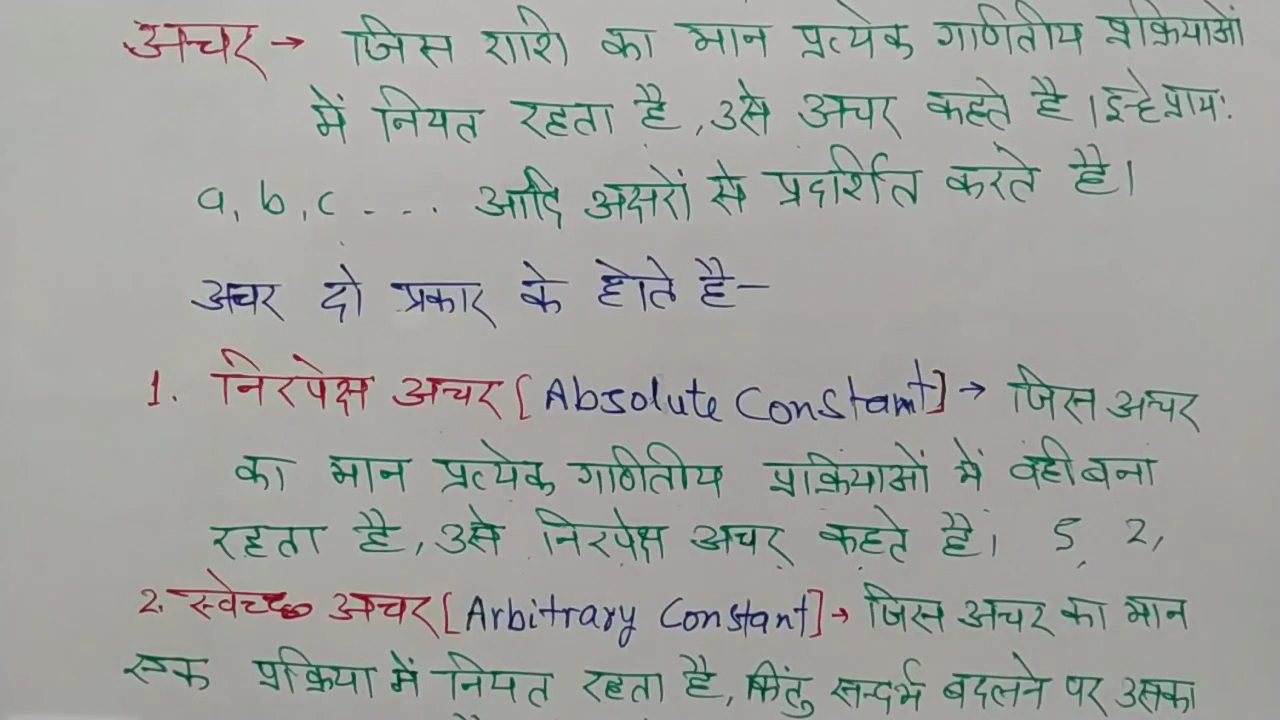 अचर → जिस राशि का मान प्रत्येक गणितीय प्रक्रियाओं
में नियत रहता है, उसे अचर कहते है। इन्हे प्रायः
a, b, c - . . . आदि अक्षरों से प्रदर्शित करते है।
अचर दो प्रकार के होते है–
1. निरपेक्ष अचर [Absolute Constant] → जिस अचर
का मान प्रत्येक गणितीय प्रक्रियाओं में वही बना
रहता है, उसे निरपेक्ष अचर कहते है। 5, 2,
2. स्वेच्छ अचर [Arbitrary Constant] → जिस अचर का मान
एक प्रक्रिया में नियत रहता है, किंतु सन्दर्भ बदलने पर उसका